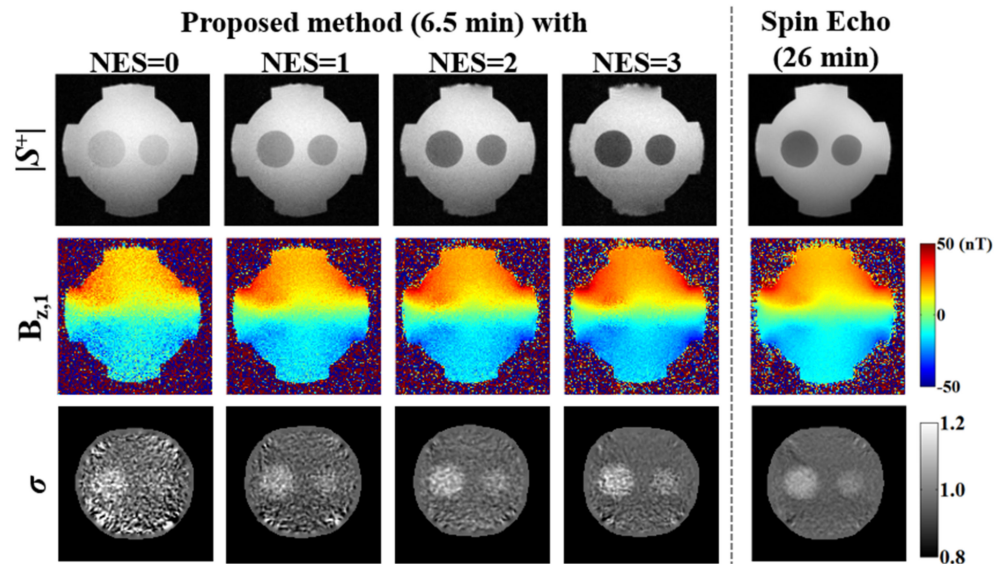 Proposed method (6.5 min) with
Spin Echo
(26 min)
NES=0
NES=1
NES=2
NES=3
|S⁺|
B_z,1
50 (nT)
0
-50
σ
1.2
1.0
0.8